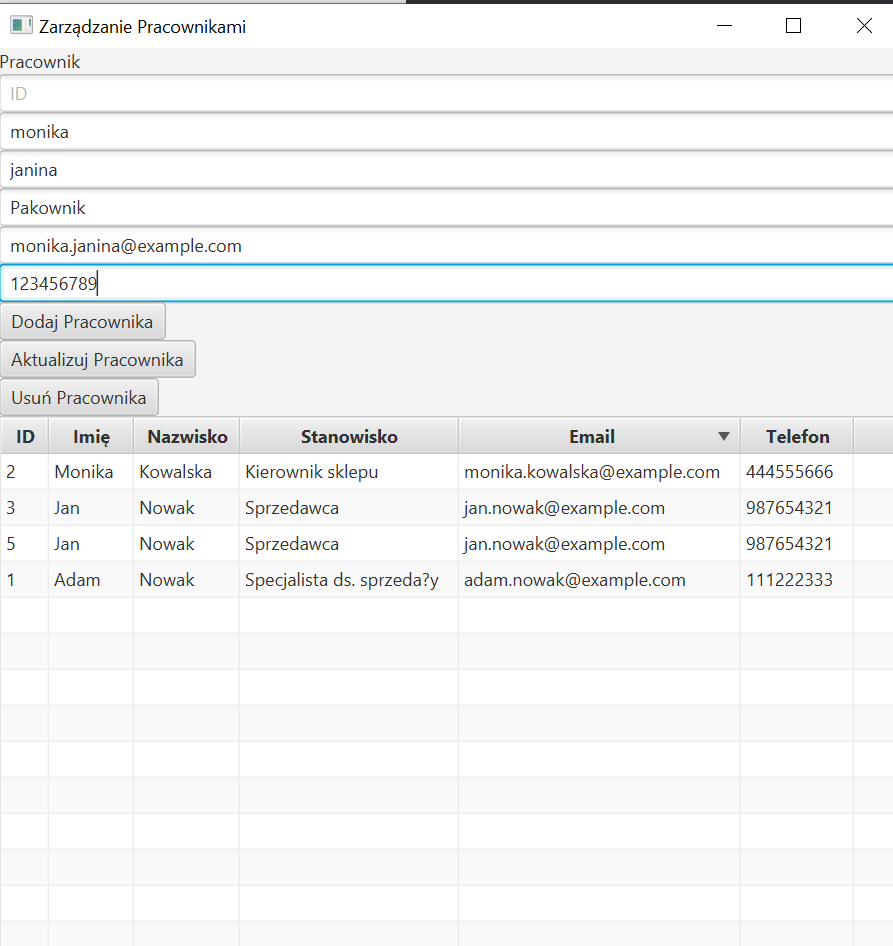 Zarządzanie Pracownikami
Pracownik
ID
monika
janina
Pakownik
monika.janina@example.com
123456789
Dodaj Pracownika
Aktualizuj Pracownika
Usuń Pracownika
ID Imię Nazwisko Stanowisko Email Telefon
2 Monika Kowalska Kierownik sklepu monika.kowalska@example.com 444555666
3 Jan Nowak Sprzedawca jan.nowak@example.com 987654321
5 Jan Nowak Sprzedawca jan.nowak@example.com 987654321
1 Adam Nowak Specjalista ds. sprzeda?y adam.nowak@example.com 111222333